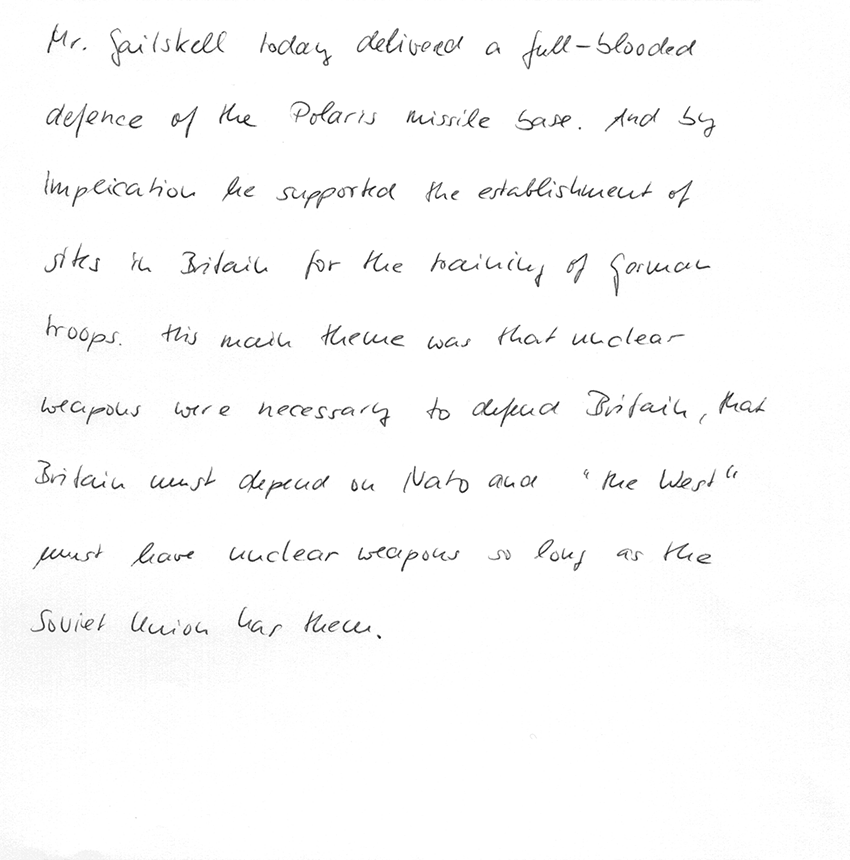 Mr. Gaitskell today delivered a full-blooded
defence of the Polaris missile base. And by
implication he supported the establishment of
sites in Britain for the training of German
troops. His main theme was that nuclear
weapons were necessary to defend Britain, that
Britain must depend on Nato and "the West"
must have nuclear weapons so long as the
Soviet Union has them.